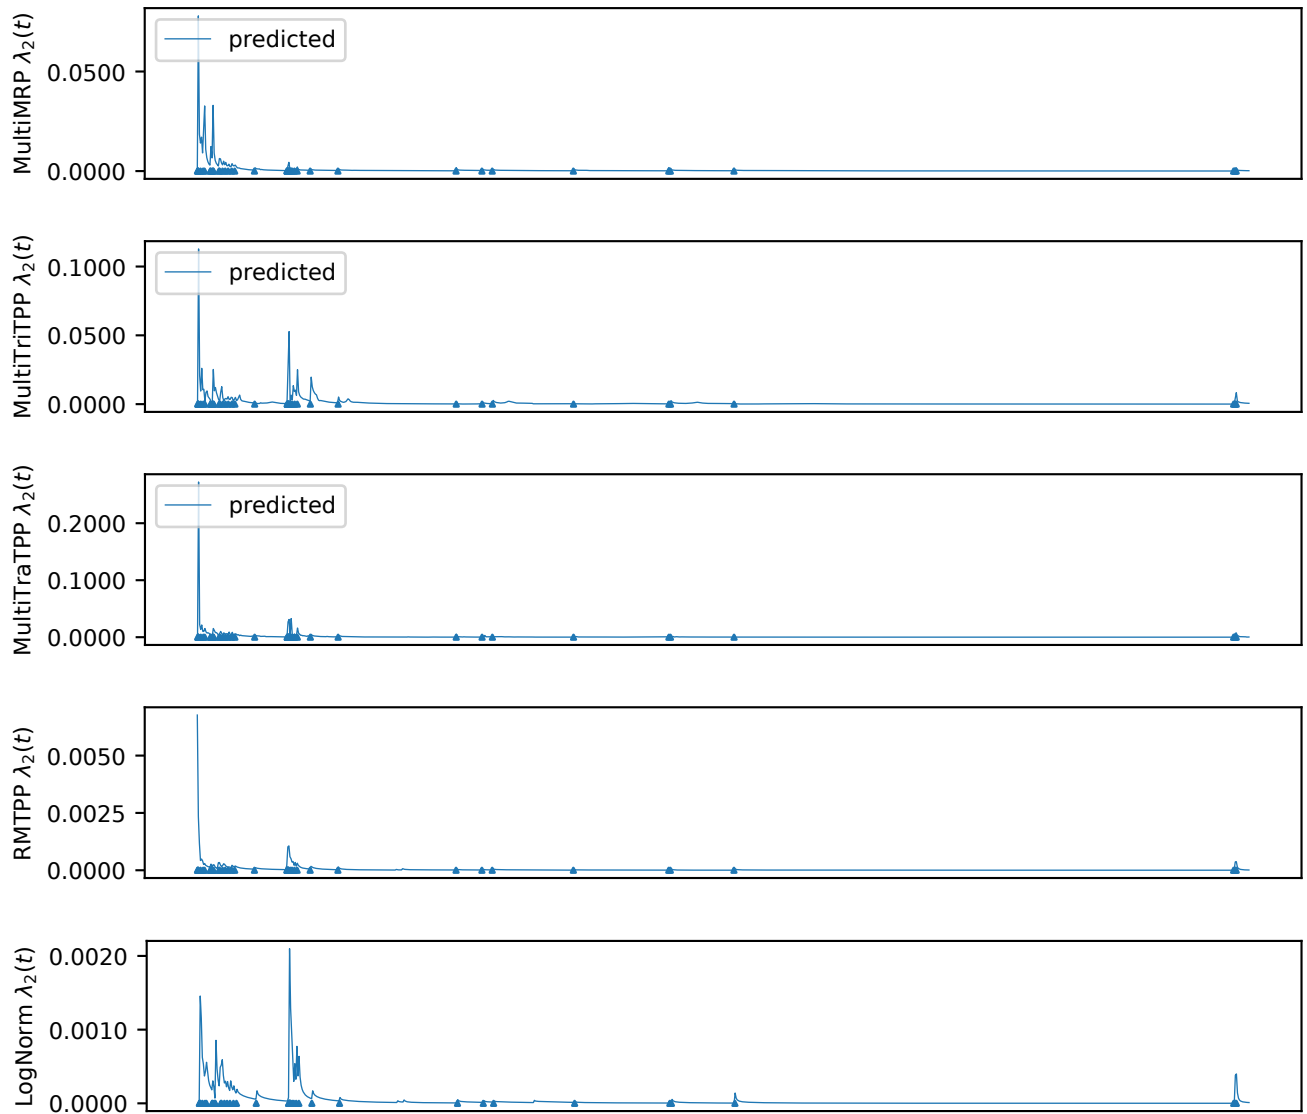 MultiMRP λ₂(t)
0.0500
0.0000
predicted
MultiTriTPP λ₂(t)
0.1000
0.0500
0.0000
predicted
MultiTraTPP λ₂(t)
0.2000
0.1000
0.0000
predicted
RMTPP λ₂(t)
0.0050
0.0025
0.0000
LogNorm λ₂(t)
0.0020
0.0010
0.0000